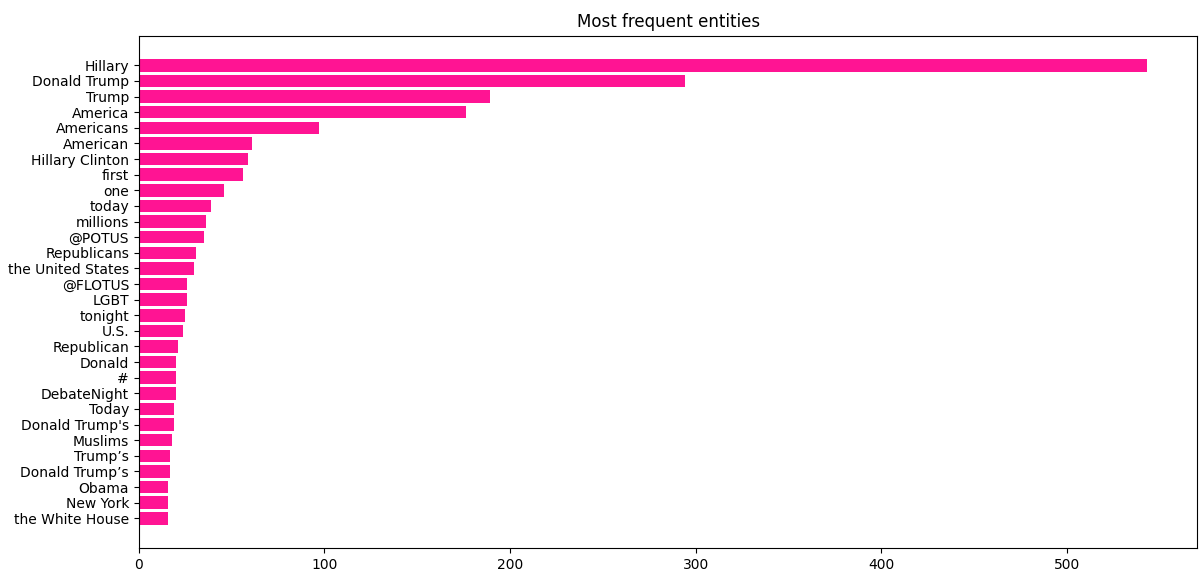 Most frequent entities
Hillary
Donald Trump
Trump
America
Americans
American
Hillary Clinton
first
one
today
millions
@POTUS
Republicans
the United States
@FLOTUS
LGBT
tonight
U.S.
Republican
Donald
#
DebateNight
Today
Donald Trump's
Muslims
Trump’s
Donald Trump’s
Obama
New York
the White House
0 100 200 300 400 500